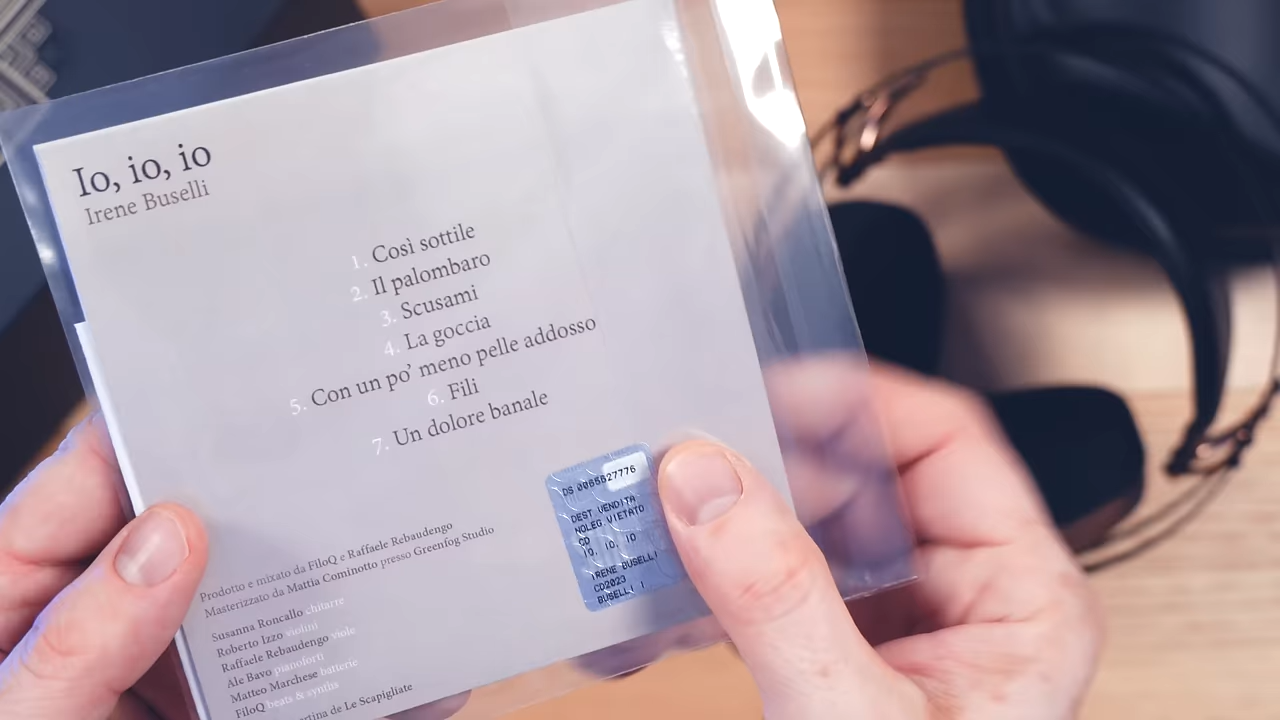 Io, io, io
Irene Buselli
1. Così sottile
2. Il palombaro
3. Scusami
4. La goccia
5. Con un po' meno pelle addosso
6. Fili
7. Un dolore banale
DS 0065627776
DEST.VENDITA
NOLEG.VIETATO
CD
IO, IO, IO
IRENE BUSELLI
CD2023
BUSELLI I
Prodotto e mixato da FiloQ e Raffaele Rebaudengo
Masterizzato da Mattia Cominotto presso Greenfog Studio
Susanna Roncallo chitarre
Roberto Izzo violini
Raffaele Rebaudengo viole
Ale Bavo pianoforti
Matteo Marchese batterie
FiloQ beats & synths
de Le Scapigliate